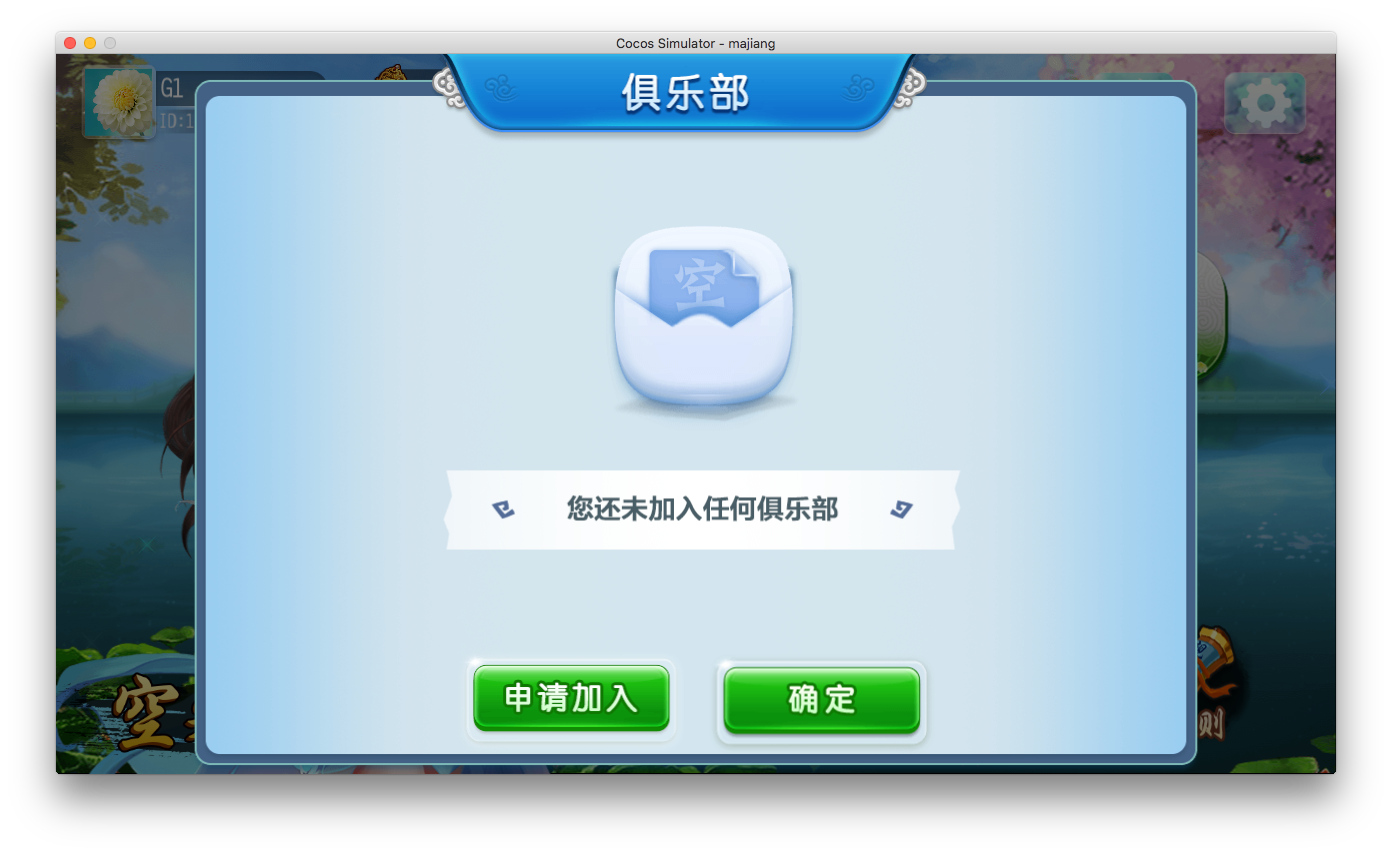 Cocos Simulator - majiang
G1
ID:1
俱乐部
空
您还未加入任何俱乐部
申请加入
确定
空
则